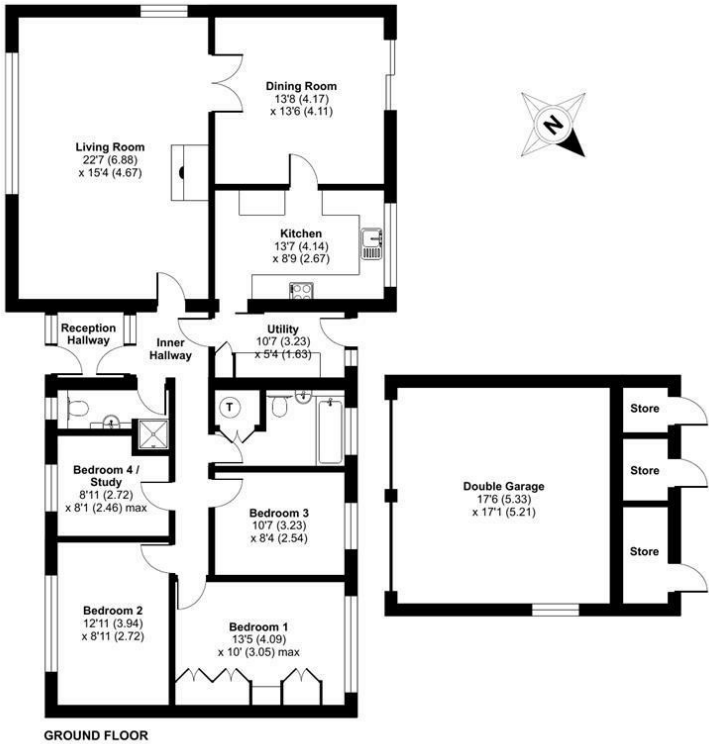 Living Room
22'7 (6.88)
x 15'4 (4.67)
Dining Room
13'8 (4.17)
x 13'6 (4.11)
N
Kitchen
13'7 (4.14)
x 8'9 (2.67)
Reception
Hallway
Inner
Hallway
Utility
10'7 (3.23)
x 5'4 (1.63)
T
Bedroom 4 /
Study
8'11 (2.72)
x 8'1 (2.46) max
Bedroom 3
10'7 (3.23)
x 8'4 (2.54)
Bedroom 2
12'11 (3.94)
x 8'11 (2.72)
Bedroom 1
13'5 (4.09)
x 10' (3.05) max
Double Garage
17'6 (5.33)
x 17'1 (5.21)
Store
Store
Store
GROUND FLOOR